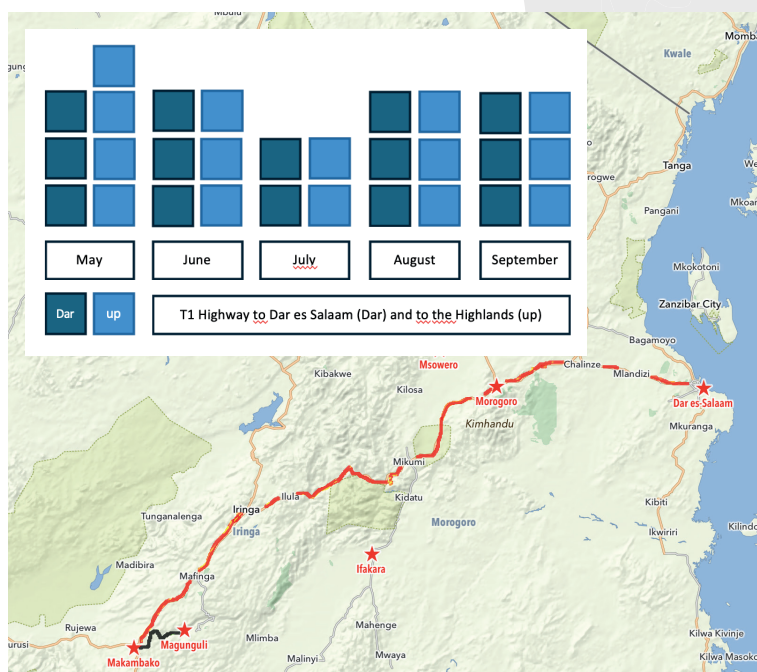 Mbulu
Momba
Kwale
May
June
July
August
September
Dar
up
T1 Highway to Dar es Salaam (Dar) and to the Highlands (up)
Tanga
Pangani
Mkokotoni
Zanzibar City
Bagamoyo
Msowero
Chalinze
Mlandizi
Kibakwe
Kilosa
Morogoro
Dar es Salaam
Kimhandu
Mkuranga
Mikumi
Ilula
Kidatu
Iringa
Kibiti
Tunganalenga
Iringa
Morogoro
Ikwiriri
Kilindo
Madibira
Ifakara
Mafinga
Rujewa
Mlimba
Mahenge
Magunguli
Makambako
Malinyi
Mwaya
Kilwa Kivinje
Kilwa Masoko